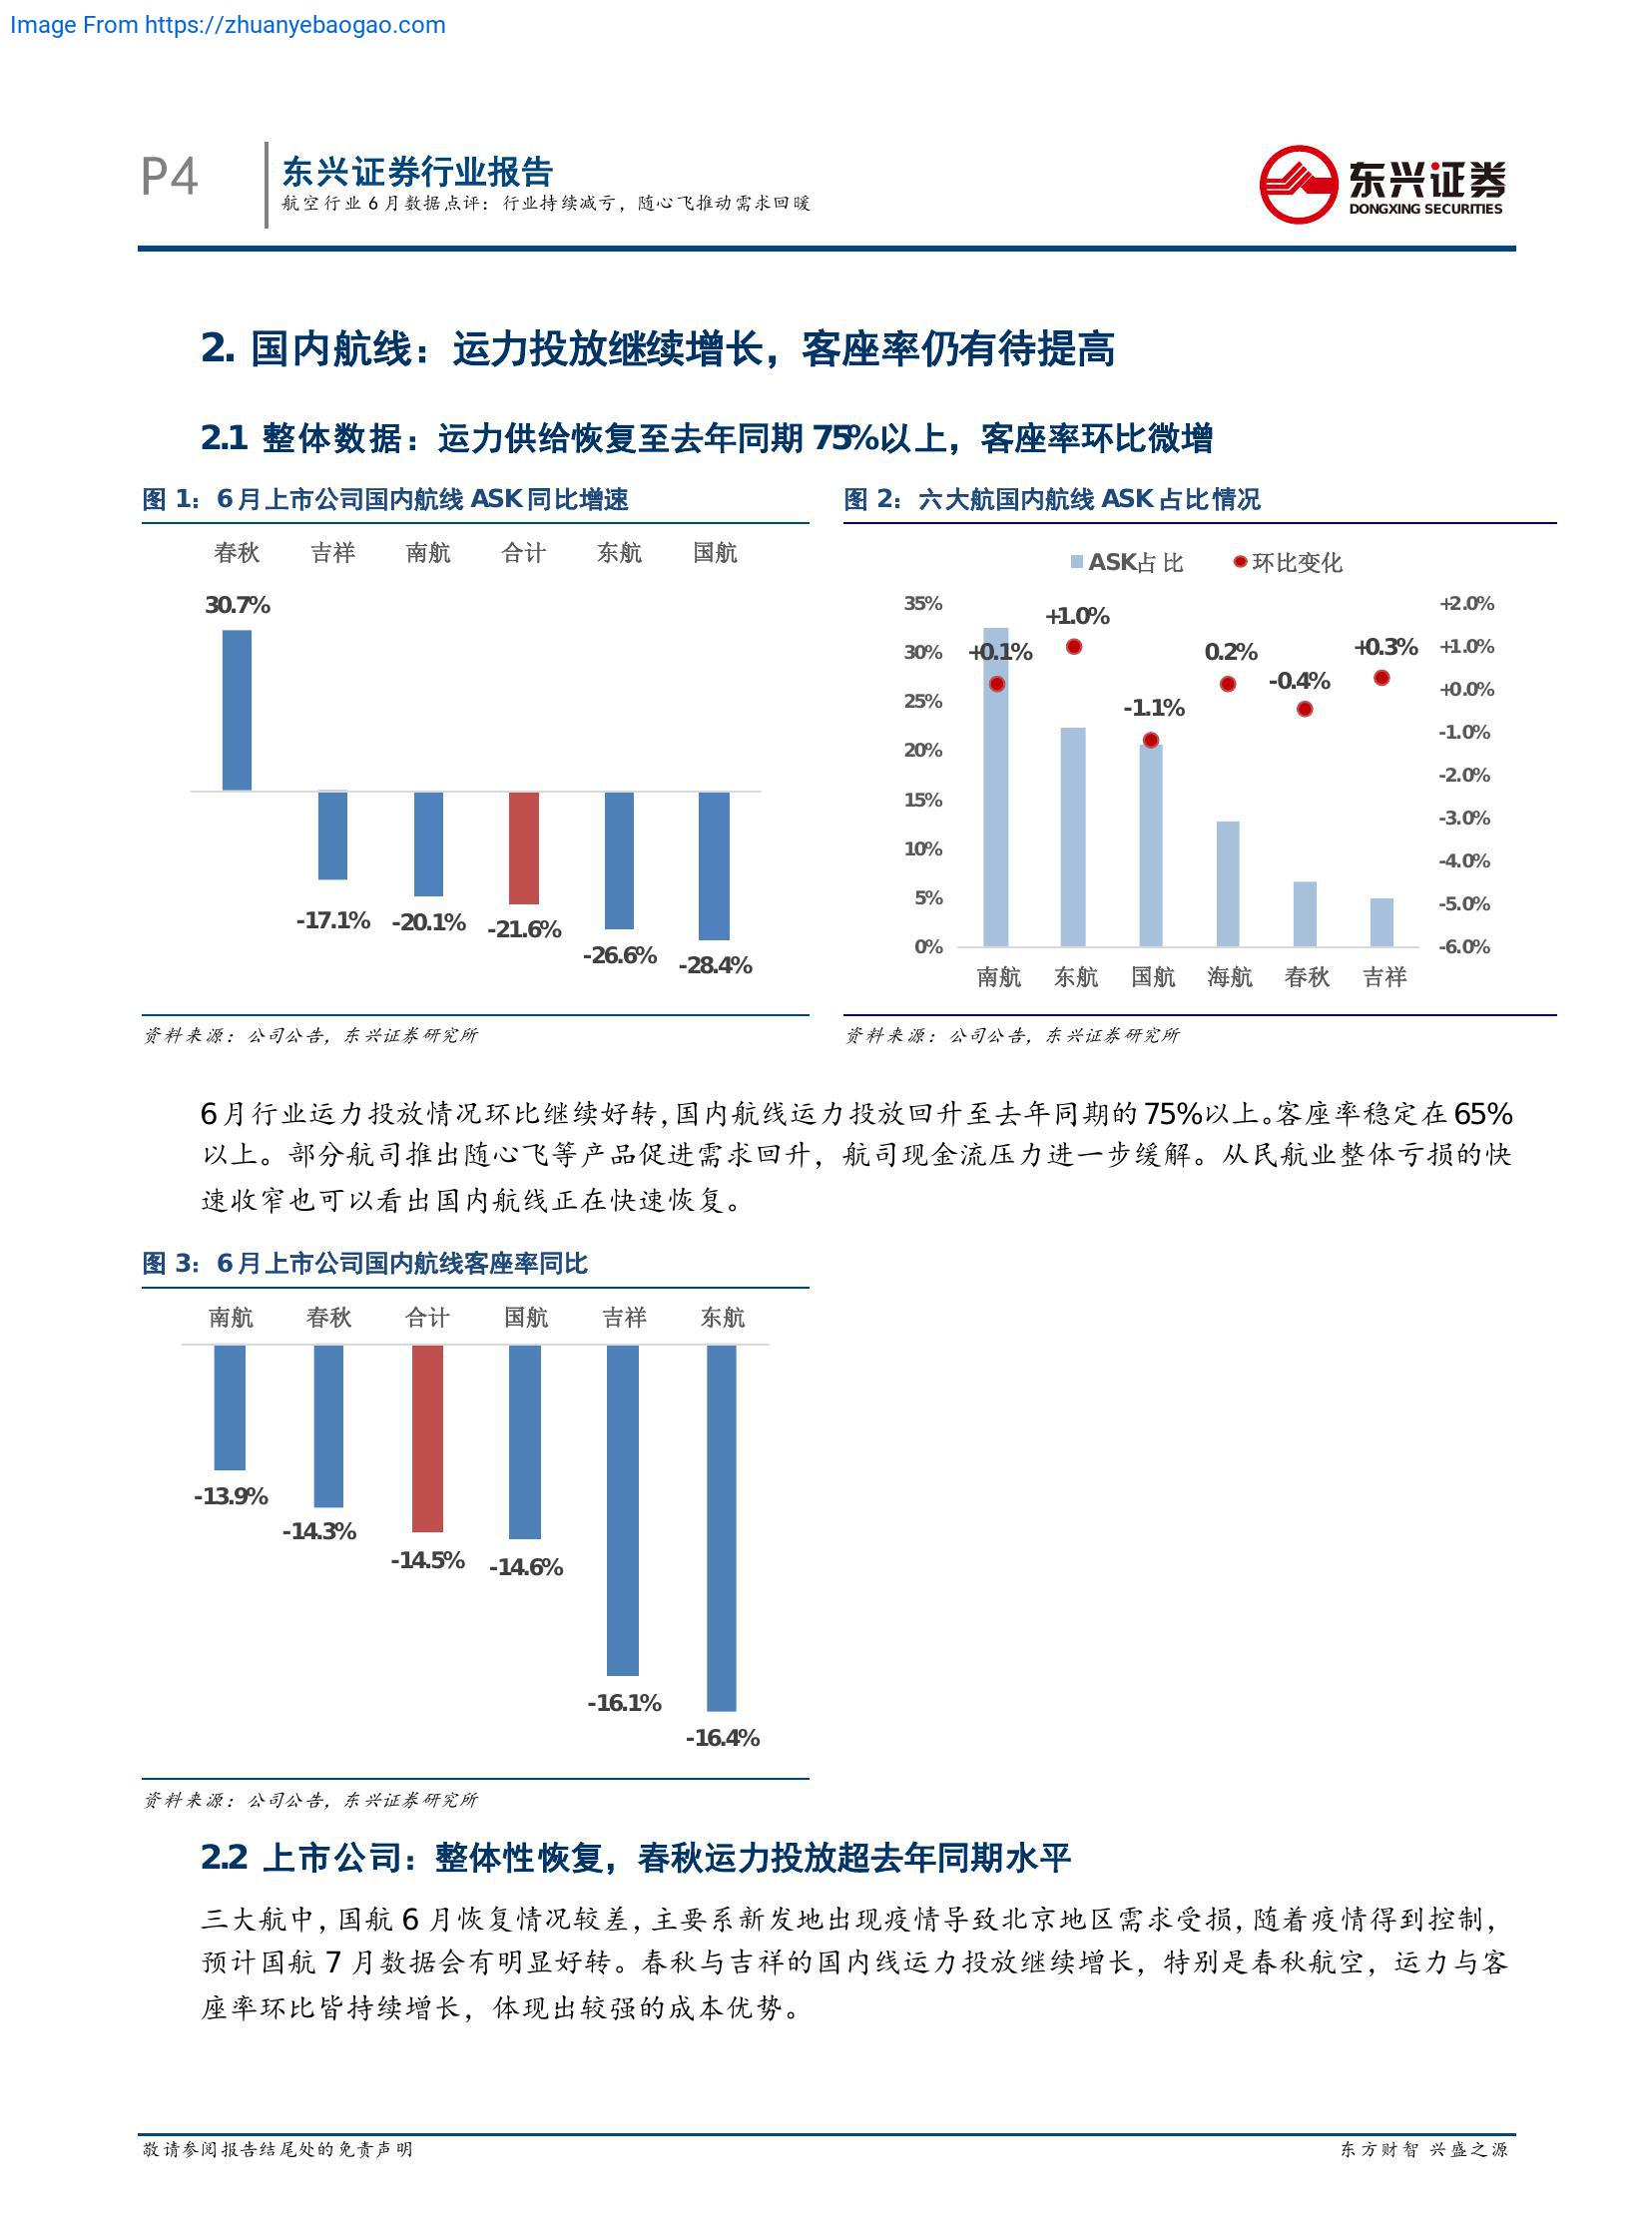 Image From https://zhuanyebaogao.com
P4
东兴证券行业报告
航空行业 6 月数据点评：行业持续减亏，随心飞推动需求回暖
东兴证券
DONGXING SECURITIES
2. 国内航线：运力投放继续增长，客座率仍有待提高
2.1 整体数据：运力供给恢复至去年同期 75%以上，客座率环比微增
图 1：6 月上市公司国内航线 ASK 同比增速
春秋 吉祥 南航 合计 东航 国航
30.7%
-17.1% -20.1% -21.6% -26.6% -28.4%
资料来源：公司公告，东兴证券研究所
图 2：六大航国内航线 ASK 占比情况
ASK占比 环比变化
35%
30%
25%
20%
15%
10%
5%
0%
+0.1% +1.0% -1.1% 0.2% -0.4% +0.3%
+2.0%
+1.0%
+0.0%
-1.0%
-2.0%
-3.0%
-4.0%
-5.0%
-6.0%
南航 东航 国航 海航 春秋 吉祥
资料来源：公司公告，东兴证券研究所
6 月行业运力投放情况环比继续好转，国内航线运力投放回升至去年同期的 75%以上。客座率稳定在 65%
以上。部分航司推出随心飞等产品促进需求回升，航司现金流压力进一步缓解。从民航业整体亏损的快
速收窄也可以看出国内航线正在快速恢复。
图 3：6 月上市公司国内航线客座率同比
南航 春秋 合计 国航 吉祥 东航
-13.9% -14.3% -14.5% -14.6% -16.1% -16.4%
资料来源：公司公告，东兴证券研究所
2.2 上市公司：整体性恢复，春秋运力投放超去年同期水平
三大航中，国航 6 月恢复情况较差，主要系新发地出现疫情导致北京地区需求受损，随着疫情得到控制，
预计国航 7 月数据会有明显好转。春秋与吉祥的国内线运力投放继续增长，特别是春秋航空，运力与客
座率环比皆持续增长，体现出较强的成本优势。
敬请参阅报告结尾处的免责声明
东方财智 兴盛之源